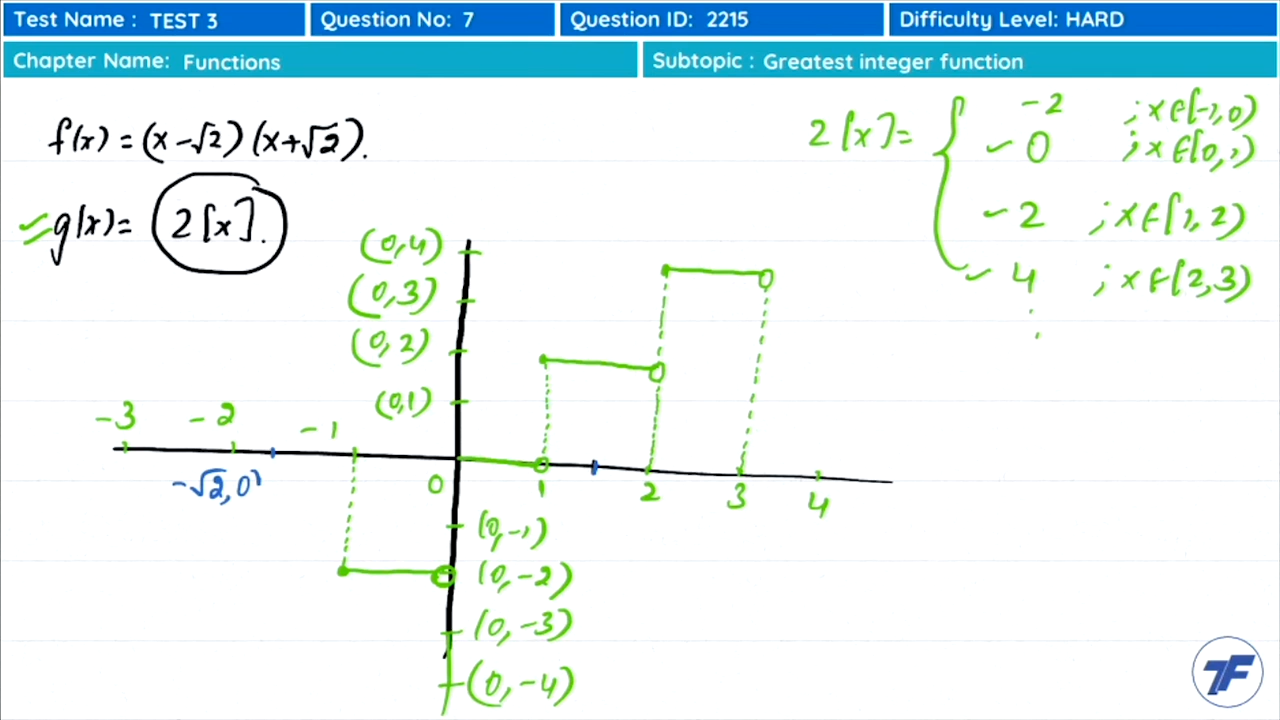 Test Name : TEST 3
Question No: 7
Question ID: 2215
Difficulty Level: HARD
Chapter Name: Functions
Subtopic : Greatest integer function
f(x) = (x-√2) (x+√2).
g(x) = 2[x].
2[x] = { -2 ; x ∈ [-1,0)
0 ; x ∈ [0,1)
2 ; x ∈ [1,2)
4 ; x ∈ [2,3)
(0,4)
(0,3)
(0,2)
(0,1)
-3 -2 -1
-√2,0)
0 1 2 3 4
(0,-1)
(0,-2)
(0,-3)
(0,-4)
TF